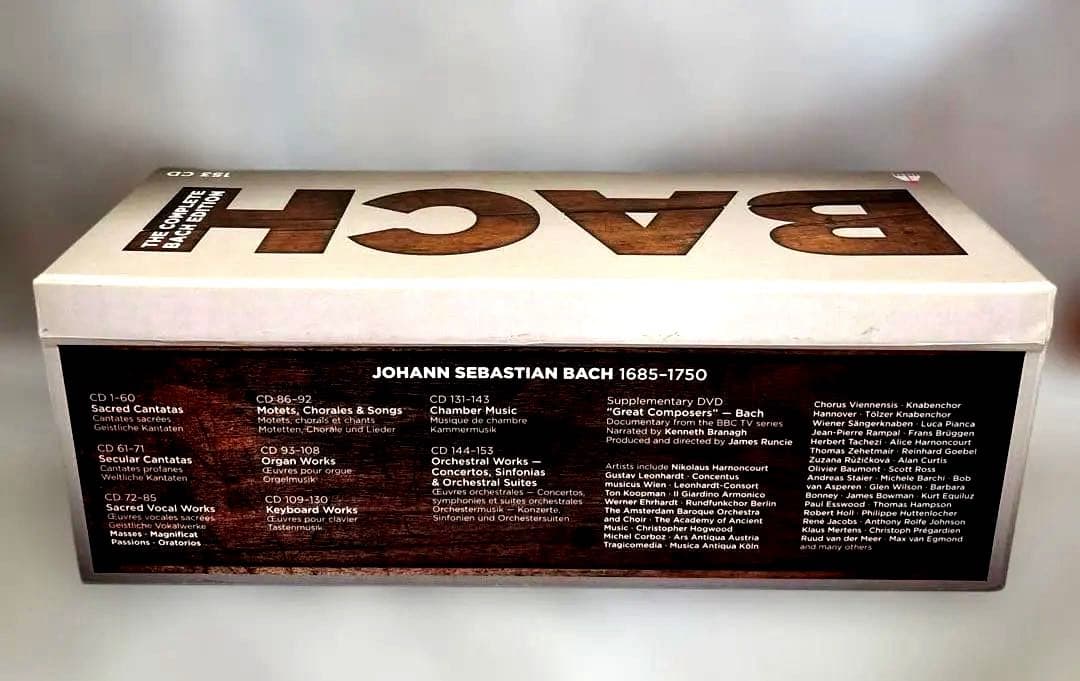 153 CD
THE COMPLETE
BACH EDITION
BACH
JOHANN SEBASTIAN BACH 1685–1750
CD 1-60
Sacred Cantatas
Cantates sacrées
Geistliche Kantaten
CD 61-71
Secular Cantatas
Cantates profanes
Weltliche Kantaten
CD 72-85
Sacred Vocal Works
Œuvres vocales sacrées
Geistliche Vokalwerke
Masses · Magnificat
Passions · Oratorios
CD 86–92
Motets, Chorales & Songs
Motets, chorals et chants
Motetten, Choräle und Lieder
CD 93-108
Organ Works
Œuvres pour orgue
Orgelmusik
CD 109-130
Keyboard Works
Œuvres pour clavier
Tastenmusik
CD 131-143
Chamber Music
Musique de chambre
Kammermusik
CD 144-153
Orchestral Works —
Concertos, Sinfonias
& Orchestral Suites
Œuvres orchestrales — Concertos,
symphonies et suites orchestrales
Orchestermusik — Konzerte,
Sinfonien und Orchestersuiten
Supplementary DVD
“Great Composers” — Bach
Documentary from the BBC TV series
Narrated by Kenneth Branagh
Produced and directed by James Runcie
Artists include Nikolaus Harnoncourt
Gustav Leonhardt · Concentus
musicus Wien · Leonhardt-Consort
Ton Koopman · Il Giardino Armonico
Werner Ehrhardt · Rundfunkchor Berlin
The Amsterdam Baroque Orchestra
and Choir · The Academy of Ancient
Music · Christopher Hogwood
Michel Corboz · Ars Antiqua Austria
Tragicomedia · Musica Antiqua Köln
Chorus Viennensis · Knabenchor
Hannover · Tölzer Knabenchor
Wiener Sängerknaben · Luca Pianca
Jean-Pierre Rampal · Frans Brüggen
Herbert Tachezi · Alice Harnoncourt
Thomas Zehetmair · Reinhard Goebel
Zuzana Růžičková · Alan Curtis
Olivier Baumont · Scott Ross
Andreas Staier · Michele Barchi · Bob
van Asperen · Glen Wilson · Barbara
Bonney · James Bowman · Kurt Equiluz
Paul Esswood · Thomas Hampson
Robert Holl · Philippe Huttenlocher
René Jacobs · Anthony Rolfe Johnson
Klaus Mertens · Christoph Prégardien
Ruud van der Meer · Max van Egmond
and many others